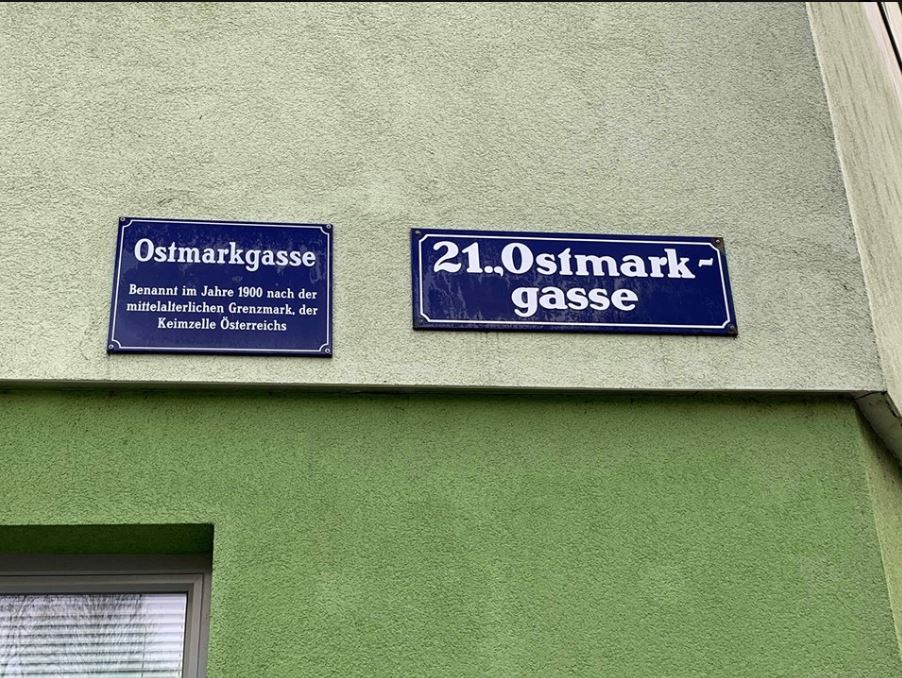 Ostmarkgasse
Benannt im Jahre 1900 nach der
mittelalterlichen Grenzmark, der
Keimzelle Österreichs
21.,Ostmark-
gasse